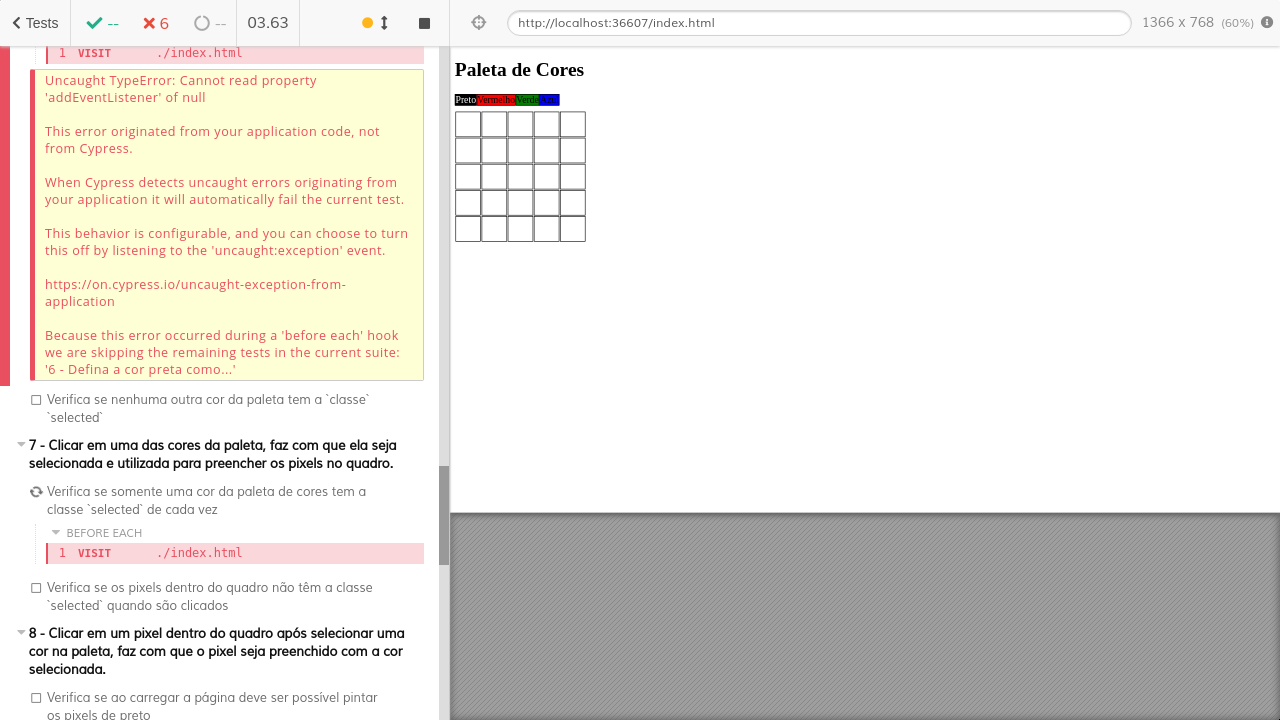 Tests
--
6
--
03.63
http://localhost:36607/index.html
1366 x 768 (60%)
1 VISIT ./index.html
Uncaught TypeError: Cannot read property
'addEventListener' of null
This error originated from your application code, not
from Cypress.
When Cypress detects uncaught errors originating from
your application it will automatically fail the current test.
This behavior is configurable, and you can choose to turn
this off by listening to the 'uncaught:exception' event.
https://on.cypress.io/uncaught-exception-from-
application
Because this error occurred during a 'before each' hook
we are skipping the remaining tests in the current suite:
'6 - Defina a cor preta como...'
Verifica se nenhuma outra cor da paleta tem a `classe`
`selected`
7 - Clicar em uma das cores da paleta, faz com que ela seja
selecionada e utilizada para preencher os pixels no quadro.
Verifica se somente uma cor da paleta de cores tem a
classe `selected` de cada vez
BEFORE EACH
1 VISIT ./index.html
Verifica se os pixels dentro do quadro não têm a classe
`selected` quando são clicados
8 - Clicar em um pixel dentro do quadro após selecionar uma
cor na paleta, faz com que o pixel seja preenchido com a cor
selecionada.
Verifica se ao carregar a página deve ser possível pintar
os pixels de preto
Paleta de Cores
Preto Vermelho Verde Azul